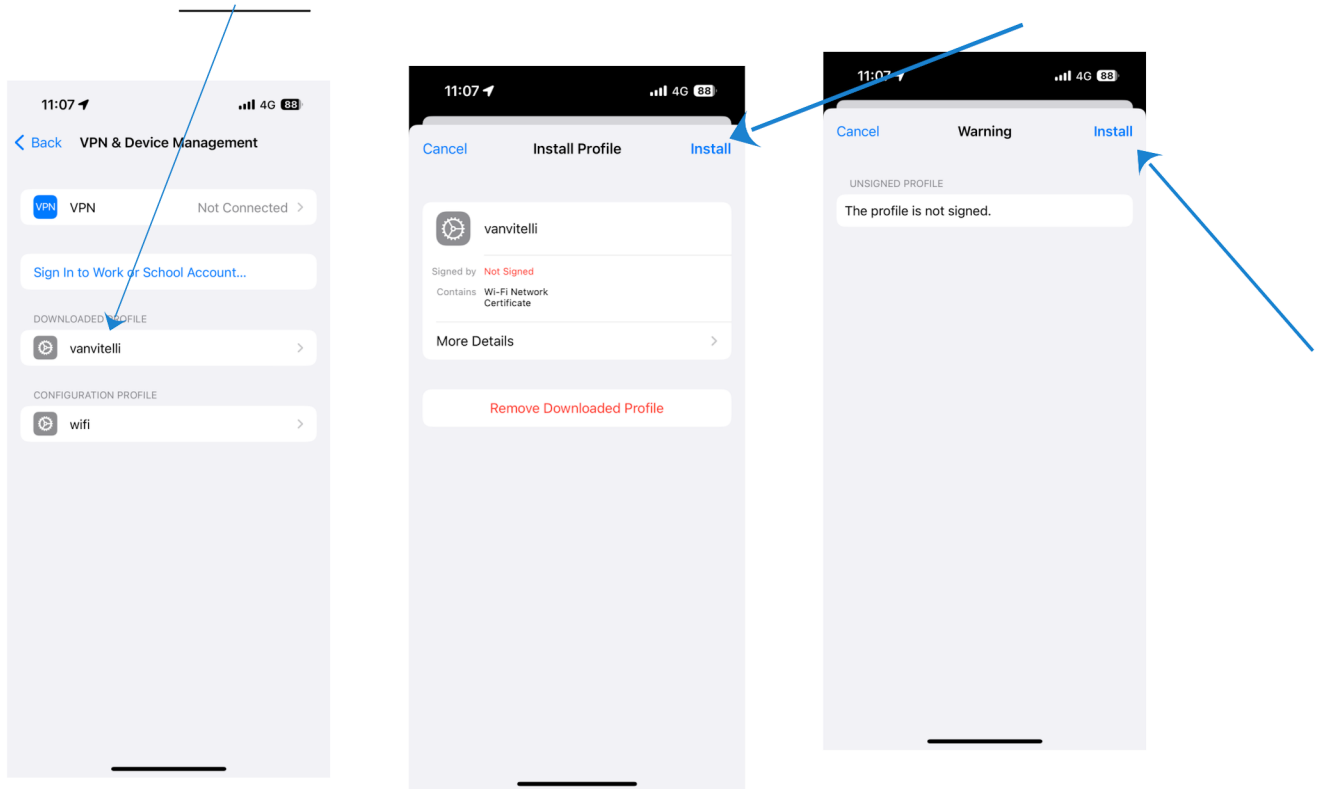 11:07
4G 88
Back VPN & Device Management
VPN VPN Not Connected
Sign In to Work or School Account...
DOWNLOADED PROFILE
vanvitelli
CONFIGURATION PROFILE
wifi
11:07
4G 88
Cancel Install Profile Install
vanvitelli
Signed by Not Signed
Contains Wi-Fi Network
Certificate
More Details
Remove Downloaded Profile
11:07
4G 88
Cancel Warning Install
UNSIGNED PROFILE
The profile is not signed.